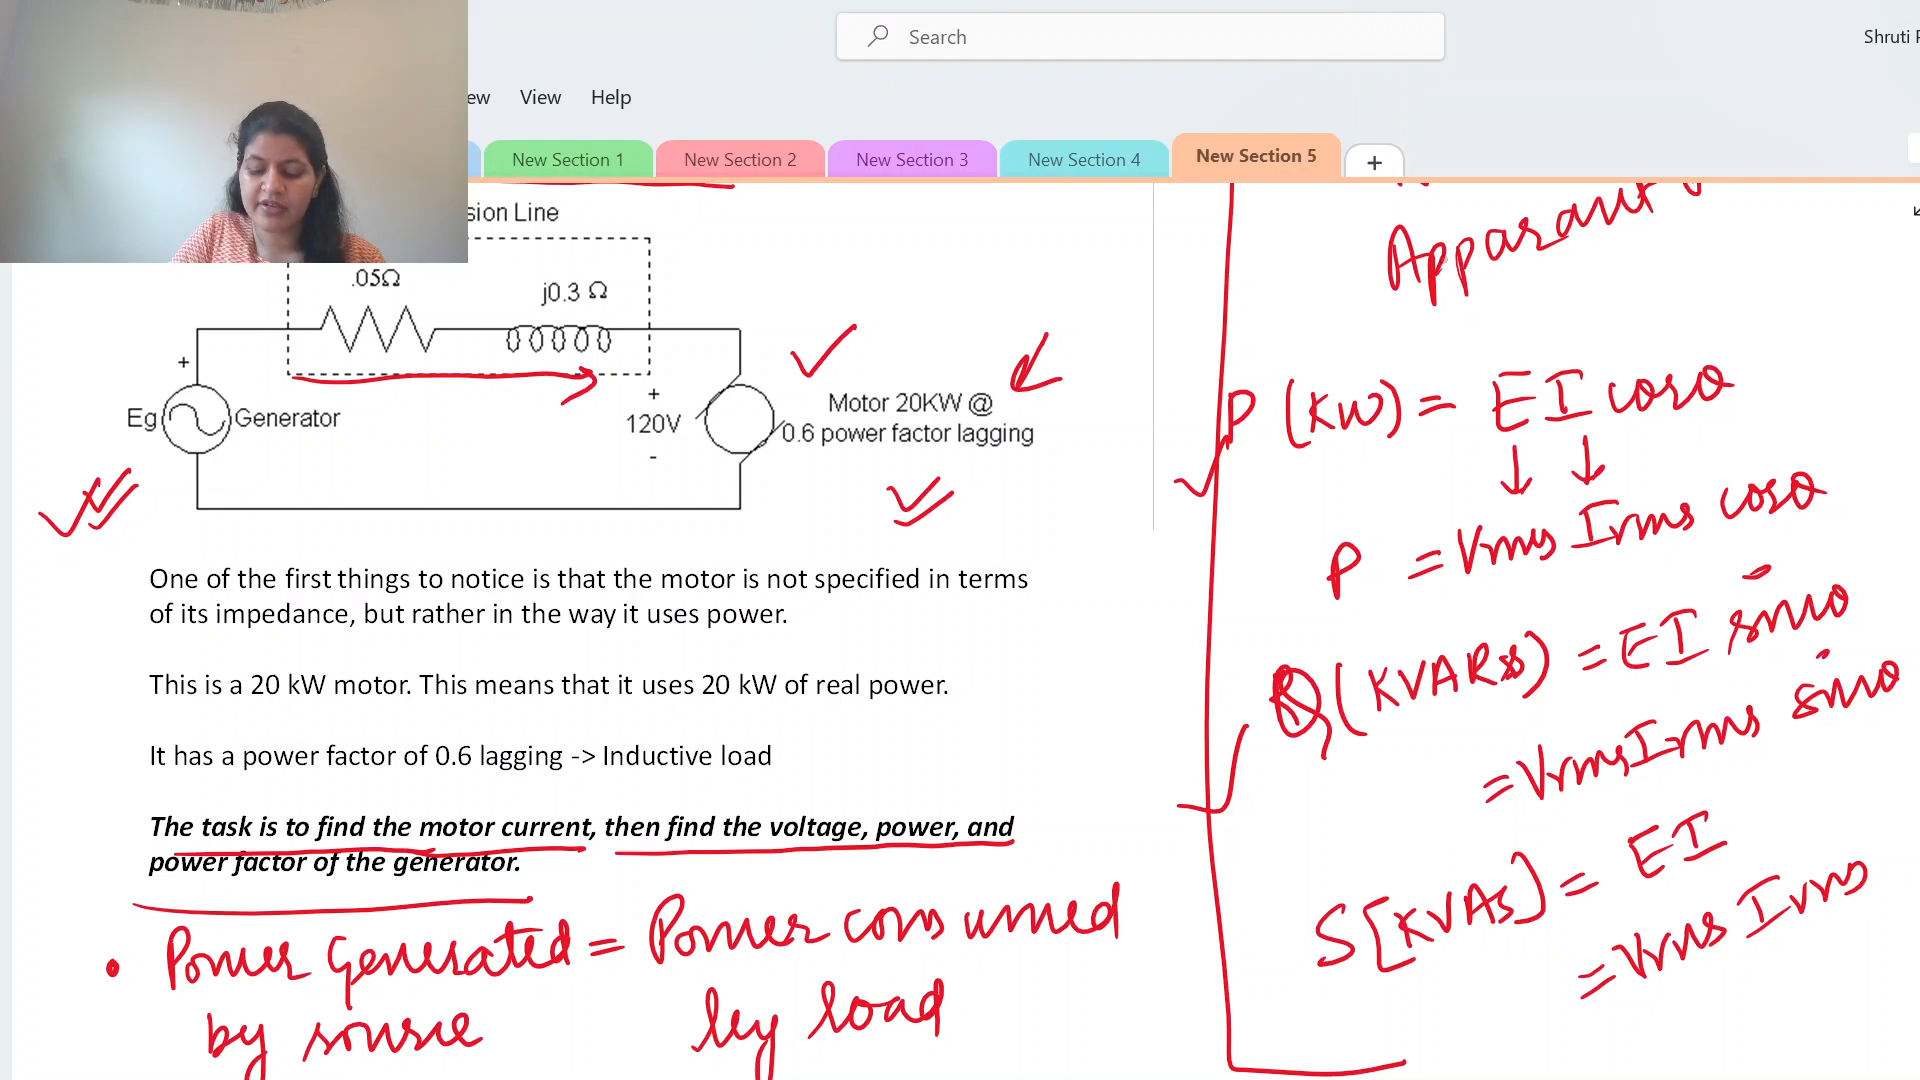 Search
Shruti
ew View Help
New Section 1
New Section 2
New Section 3
New Section 4
New Section 5
+
sion Line
.05Ω
j0.3 Ω
+
Eg
Generator
+
120V
-
Motor 20KW @
0.6 power factor lagging
One of the first things to notice is that the motor is not specified in terms
of its impedance, but rather in the way it uses power.
This is a 20 kW motor. This means that it uses 20 kW of real power.
It has a power factor of 0.6 lagging -> Inductive load
The task is to find the motor current, then find the voltage, power, and
power factor of the generator.
• Power Generated = Power consumed
by source
by load
Apparant
P (KW) = EI cosθ
↓ ↓
P = Vrms Irms cosθ
Q (KVARs) = EI sinθ
= Vrms Irms sinθ
S [KVAs] = EI
= Vrms Irms